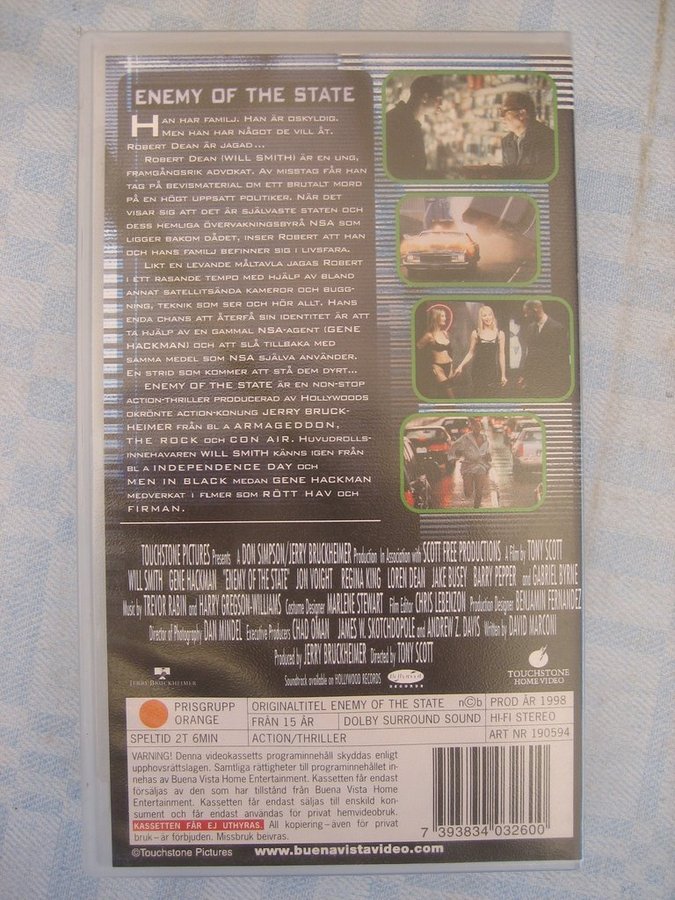 ENEMY OF THE STATE
HAN HAR FAMILJ. HAN ÄR OSKYLDIG.
MEN HAN HAR NÅGOT DE VILL ÅT.
ROBERT DEAN ÄR JAGAD...
ROBERT DEAN (WILL SMITH) ÄR EN UNG,
FRAMGÅNGSRIK ADVOKAT. AV MISSTAG FÅR HAN
TAG PÅ BEVISMATERIAL OM ETT BRUTALT MORD
PÅ EN HÖGT UPPSATT POLITIKER. NÄR DET
VISAR SIG ATT DET ÄR SJÄLVASTE STATEN OCH
DESS HEMLIGA ÖVERVAKNINGSBYRÅ NSA SOM
LIGGER BAKOM DÅDET, INSER ROBERT ATT HAN
OCH HANS FAMILJ BEFINNER SIG I LIVSFARA.
LIKT EN LEVANDE MÅLTAVLA JAGAS ROBERT
I ETT RASANDE TEMPO MED HJÄLP AV BLAND
ANNAT SATELLITSÄNDA KAMEROR OCH BUGG-
NING, TEKNIK SOM SER OCH HÖR ALLT. HANS
ENDA CHANS ATT ÅTERFÅ SIN IDENTITET ÄR ATT
TA HJÄLP AV EN GAMMAL NSA-AGENT (GENE
HACKMAN) OCH ATT SLÅ TILLBAKA MED
SAMMA MEDEL SOM NSA SJÄLVA ANVÄNDER.
EN STRID SOM KOMMER ATT STÅ DEM DYRT...
ENEMY OF THE STATE ÄR EN NON-STOP
ACTION-THRILLER PRODUCERAD AV HOLLYWOODS
OKRÖNTE ACTION-KONUNG JERRY BRUCK-
HEIMER FRÅN BL A ARMAGEDDON,
THE ROCK OCH CON AIR. HUVUDROLLS-
INNEHAVAREN WILL SMITH KÄNNS IGEN FRÅN
BL A INDEPENDENCE DAY OCH
MEN IN BLACK MEDAN GENE HACKMAN
MEDVERKAT I FILMER SOM RÖTT HAV OCH
FIRMAN.
TOUCHSTONE PICTURES Presents A DON SIMPSON/JERRY BRUCKHEIMER Production In Association with SCOTT FREE PRODUCTIONS A Film by TONY SCOTT
WILL SMITH GENE HACKMAN "ENEMY OF THE STATE" JON VOIGHT REGINA KING LOREN DEAN JAKE BUSEY BARRY PEPPER and GABRIEL BYRNE
Music by TREVOR RABIN and HARRY GREGSON-WILLIAMS Costume Designer MARLENE STEWART Film Editor CHRIS LEBENZON Production Designer BENJAMIN FERNANDEZ
Director of Photography DAN MINDEL Executive Producers CHAD OMAN JAMES W. SKOTCHDOPOLE and ANDREW Z. DAVIS Written by DAVID MARCONI
Produced by JERRY BRUCKHEIMER Directed by TONY SCOTT
Soundtrack available on HOLLYWOOD RECORDS
JERRY BRUCKHEIMER
Hollywood
RECORDS
TOUCHSTONE
HOME VIDEO
PRISGRUPP
ORANGE
ORIGINALTITEL ENEMY OF THE STATE n©b
PROD ÅR 1998
FRÅN 15 ÅR
DOLBY SURROUND SOUND
HI-FI STEREO
SPELTID 2T 6MIN
ACTION/THRILLER
ART NR 190594
VARNING! Denna videokassetts programinnehåll skyddas enligt
upphovsrättslagen. Samtliga rättigheter till programinnehållet in-
nehas av Buena Vista Home Entertainment. Kassetten får endast
försäljas av den som har tillstånd från Buena Vista Home
Entertainment. Kassetten får endast säljas till enskild kon-
sument och får endast användas för privat hemvideobruk.
KASSETTEN FÅR EJ UTHYRAS. All kopiering – även för privat
bruk – är förbjuden. Missbruk beivras.
7 393834 032600
©Touchstone Pictures
www.buenavistavideo.com